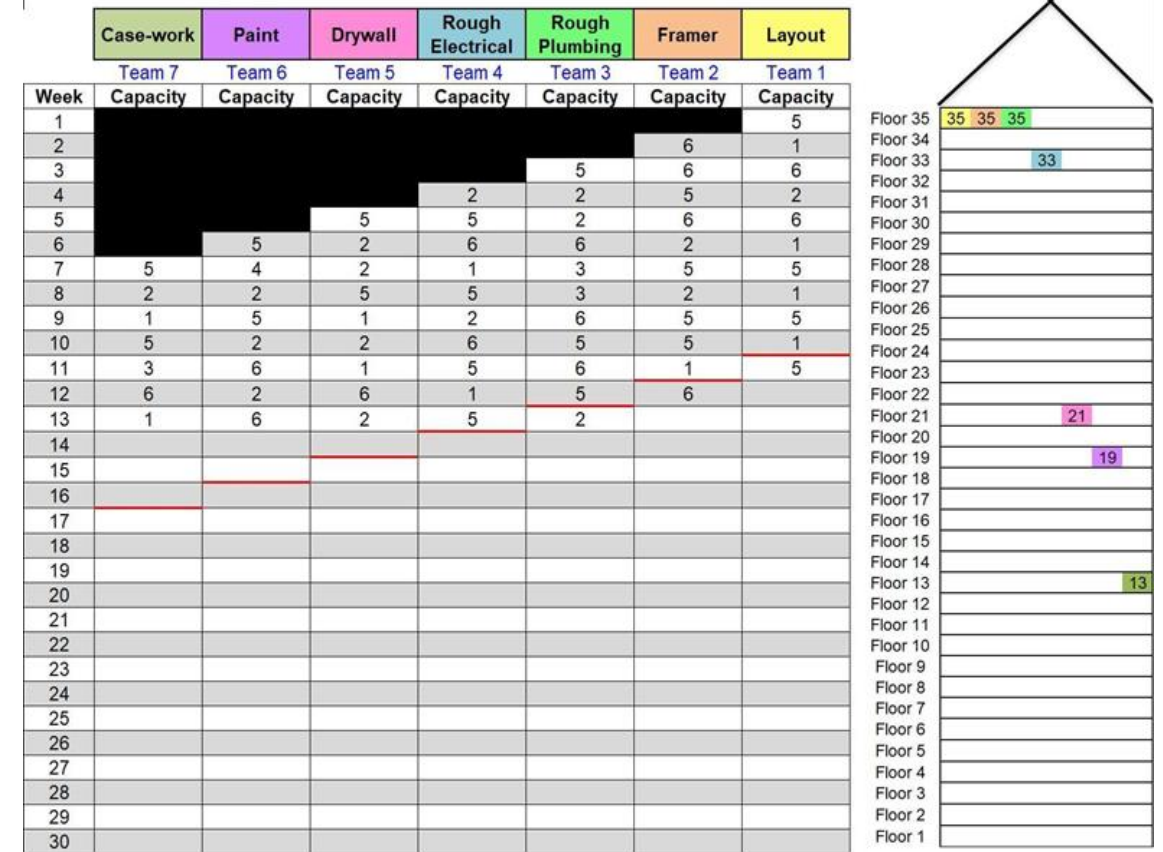 Case-work Paint Drywall Rough Electrical Rough Plumbing Framer Layout
Team 7 Team 6 Team 5 Team 4 Team 3 Team 2 Team 1
Week Capacity Capacity Capacity Capacity Capacity Capacity Capacity
1 5
2 6 1
3 5 6 6
4 2 2 5 2
5 5 5 2 6 6
6 5 2 6 6 2 1
7 5 4 2 1 3 5 5
8 2 2 5 5 3 2 1
9 1 5 1 2 6 5 5
10 5 2 2 6 5 5 1
11 3 6 1 5 6 1 5
12 6 2 6 1 5 6
13 1 6 2 5 2
14
15
16
17
18
19
20
21
22
23
24
25
26
27
28
29
30
Floor 35 35 35 35
Floor 34
Floor 33 33
Floor 32
Floor 31
Floor 30
Floor 29
Floor 28
Floor 27
Floor 26
Floor 25
Floor 24
Floor 23
Floor 22
Floor 21 21
Floor 20
Floor 19 19
Floor 18
Floor 17
Floor 16
Floor 15
Floor 14
Floor 13 13
Floor 12
Floor 11
Floor 10
Floor 9
Floor 8
Floor 7
Floor 6
Floor 5
Floor 4
Floor 3
Floor 2
Floor 1